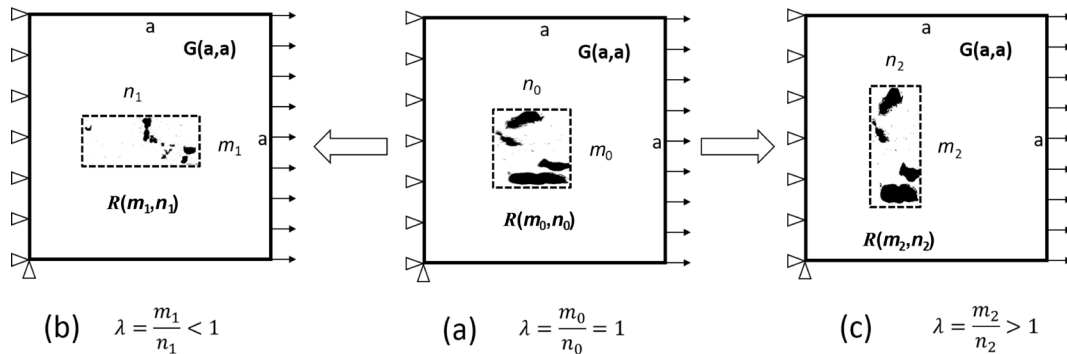 a
G(a,a)
n₁
m₁
a
R(m₁,n₁)
(b) λ = m₁/n₁ < 1
a
G(a,a)
n₀
m₀
a
R(m₀,n₀)
(a) λ = m₀/n₀ = 1
a
G(a,a)
n₂
m₂
a
R(m₂,n₂)
(c) λ = m₂/n₂ > 1